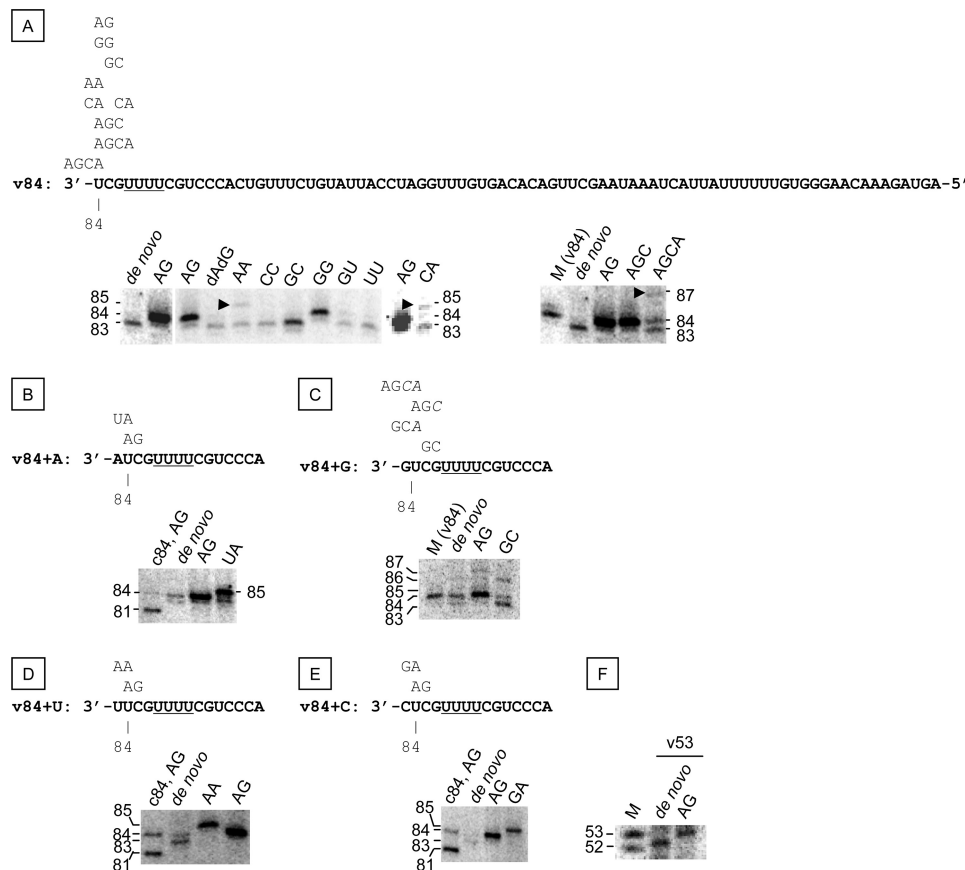 A
AG
GG
GC
AA
CA CA
AGC
AGCA
AGCA
v84: 3’-UCGUUUUCGUCCCACUGUUUCUGUAUUACCUAGGUUUGUGACACAGUUCGAAUAAAUCAUUAUUUUUUGUGGGAACAAAGAUGA-5’
84
de novo AG AG dAdG AA CC GC GG GU UU AG CA
85 84 83
85 84 83
M (v84) de novo AG AGC AGCA
87 84 83
B
UA
AG
v84+A: 3’-AUCGUUUUCGUCCCA
84
c84, AG de novo AG UA
84 81
85
C
AGCA
AGC
GCA
GC
v84+G: 3’-GUCGUUUUCGUCCCA
84
M (v84) de novo AG GC
87 86 85 84 83
D
AA
AG
v84+U: 3’-UUCGUUUUCGUCCCA
84
c84, AG de novo AA AG
85 84 83 81
E
GA
AG
v84+C: 3’-CUCGUUUUCGUCCCA
84
c84, AG de novo AG GA
85 84 83 81
F
v53
M de novo AG
53 52